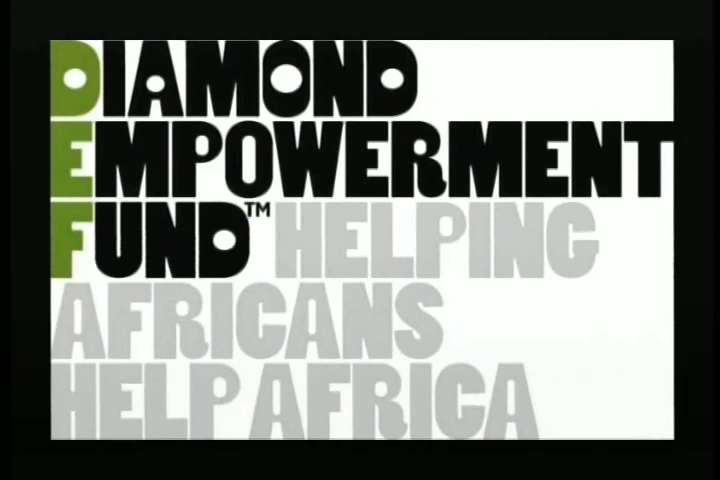 DIAMOND
EMPOWERMENT
FUND™ HELPING
AFRICANS
HELP AFRICA